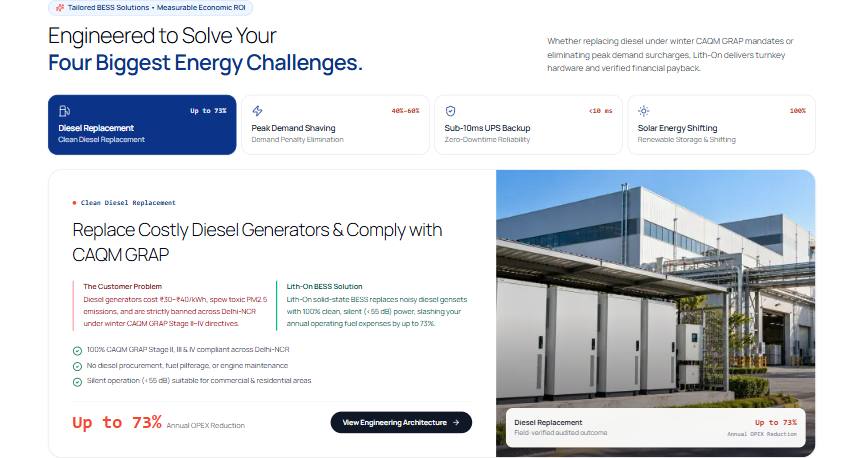 Tailored BESS Solutions • Measurable Economic ROI
Engineered to Solve Your
Four Biggest Energy Challenges.
Whether replacing diesel under winter CAQM GRAP mandates or
eliminating peak demand surcharges, Lith-On delivers turnkey
hardware and verified financial payback.
Up to 73%
Diesel Replacement
Clean Diesel Replacement
40%-60%
Peak Demand Shaving
Demand Penalty Elimination
<10 ms
Sub-10ms UPS Backup
Zero-Downtime Reliability
100%
Solar Energy Shifting
Renewable Storage & Shifting
Clean Diesel Replacement
Replace Costly Diesel Generators & Comply with
CAQM GRAP
The Customer Problem
Diesel generators cost ₹30–₹40/kWh, spew toxic PM2.5
emissions, and are strictly banned across Delhi-NCR
under winter CAQM GRAP Stage II–IV directives.
Lith-On BESS Solution
Lith-On solid-state BESS replaces noisy diesel gensets
with 100% clean, silent (<55 dB) power, slashing your
annual operating fuel expenses by up to 73%.
100% CAQM GRAP Stage II, III & IV compliant across Delhi-NCR
No diesel procurement, fuel pilferage, or engine maintenance
Silent operation (<55 dB) suitable for commercial & residential areas
Up to 73% Annual OPEX Reduction
View Engineering Architecture →
Diesel Replacement
Field-verified audited outcome
Up to 73%
Annual OPEX Reduction